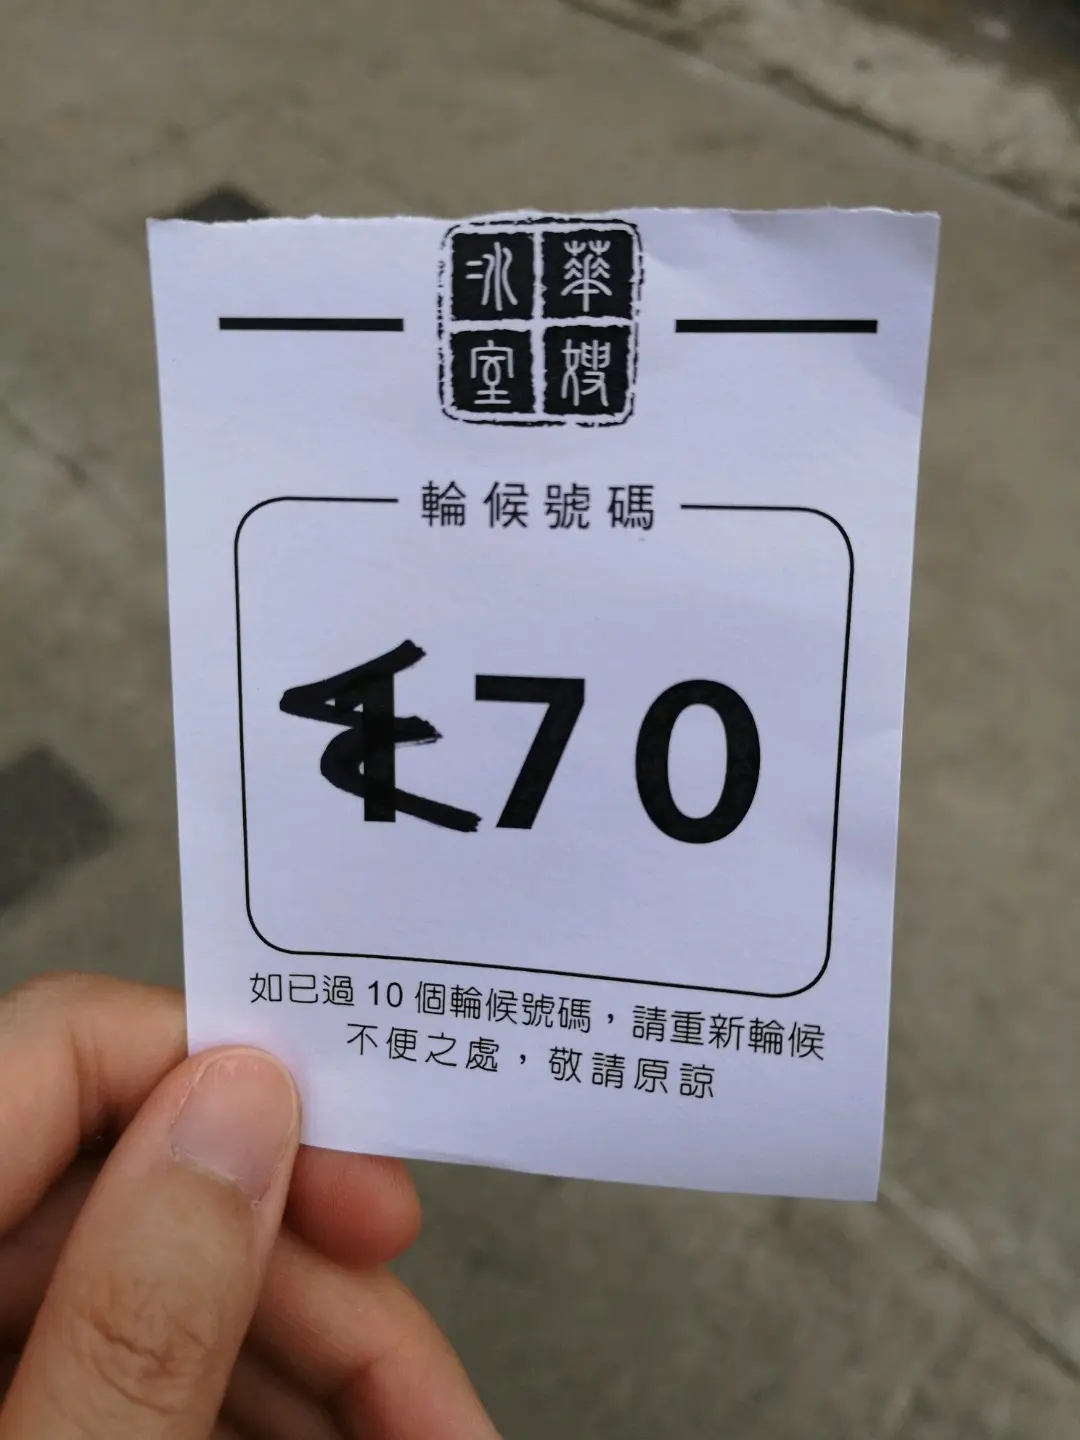 華嫂冰室
輪候號碼
170
如已過 10 個輪候號碼，請重新輪候
不便之處，敬請原諒